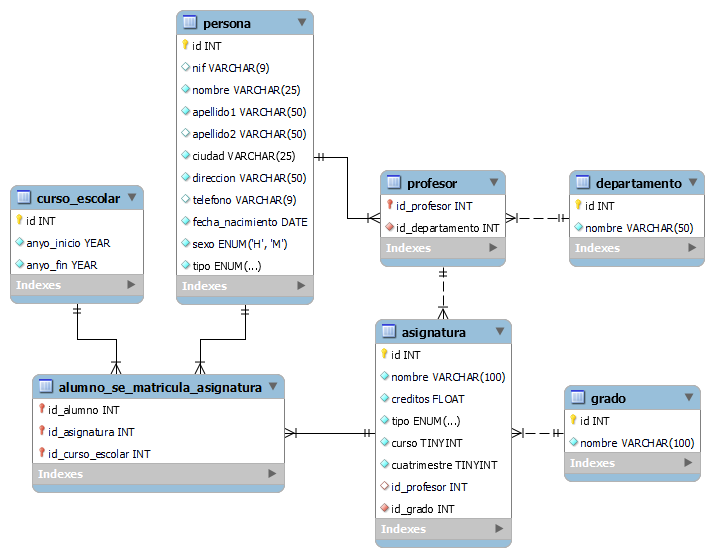 persona
id INT
nif VARCHAR(9)
nombre VARCHAR(25)
apellido1 VARCHAR(50)
apellido2 VARCHAR(50)
ciudad VARCHAR(25)
direccion VARCHAR(50)
telefono VARCHAR(9)
fecha_nacimiento DATE
sexo ENUM('H', 'M')
tipo ENUM(...)
Indexes
curso_escolar
id INT
anyo_inicio YEAR
anyo_fin YEAR
Indexes
profesor
id_profesor INT
id_departamento INT
Indexes
departamento
id INT
nombre VARCHAR(50)
Indexes
alumno_se_matricula_asignatura
id_alumno INT
id_asignatura INT
id_curso_escolar INT
Indexes
asignatura
id INT
nombre VARCHAR(100)
creditos FLOAT
tipo ENUM(...)
curso TINYINT
cuatrimestre TINYINT
id_profesor INT
id_grado INT
Indexes
grado
id INT
nombre VARCHAR(100)
Indexes